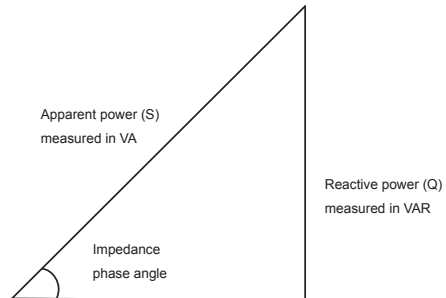 Apparent power (S)
measured in VA
Reactive power (Q)
measured in VAR
Impedance
phase angle